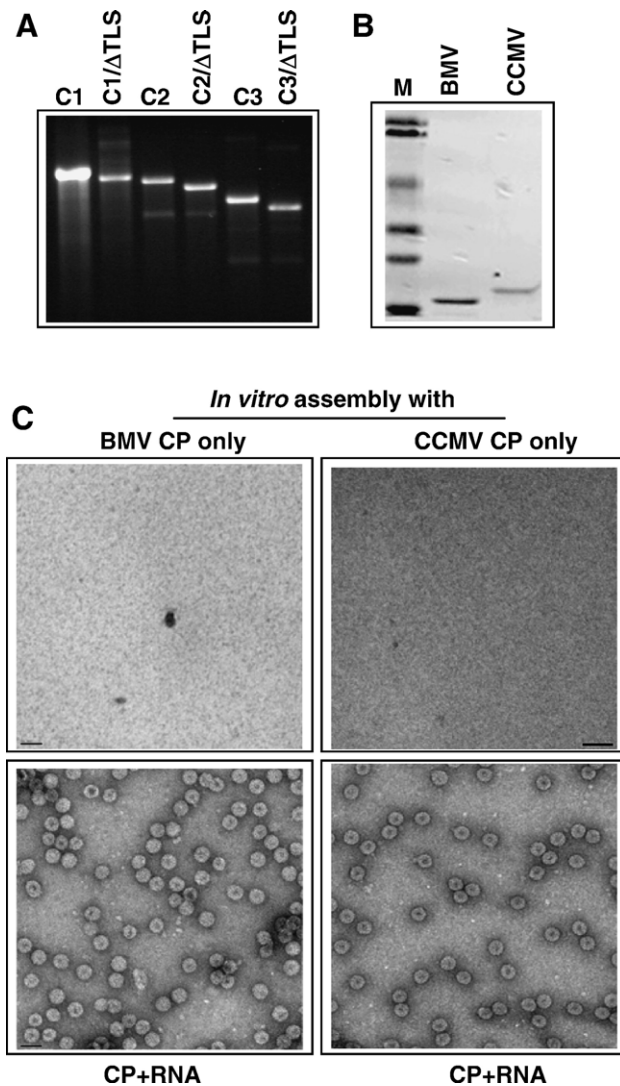 A
C1
C1/ΔTLS
C2
C2/ΔTLS
C3
C3/ΔTLS
B
M
BMV
CCMV
C
In vitro assembly with
BMV CP only
CCMV CP only
CP+RNA
CP+RNA